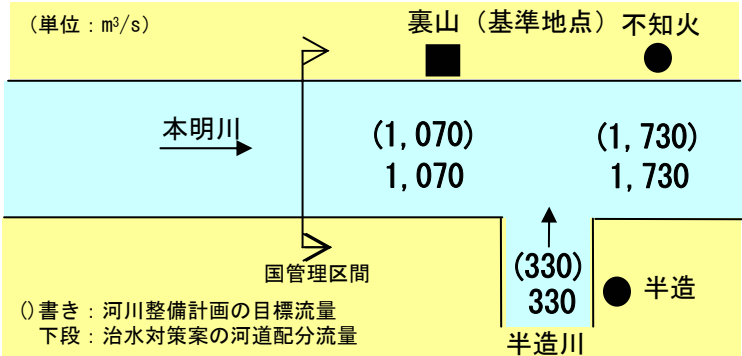 (単位：m³/s)
裏山（基準地点）
不知火
本明川
(1,070)
1,070
(1,730)
1,730
国管理区間
(330)
330
半造
半造川
()書き：河川整備計画の目標流量
下段：治水対策案の河道配分流量